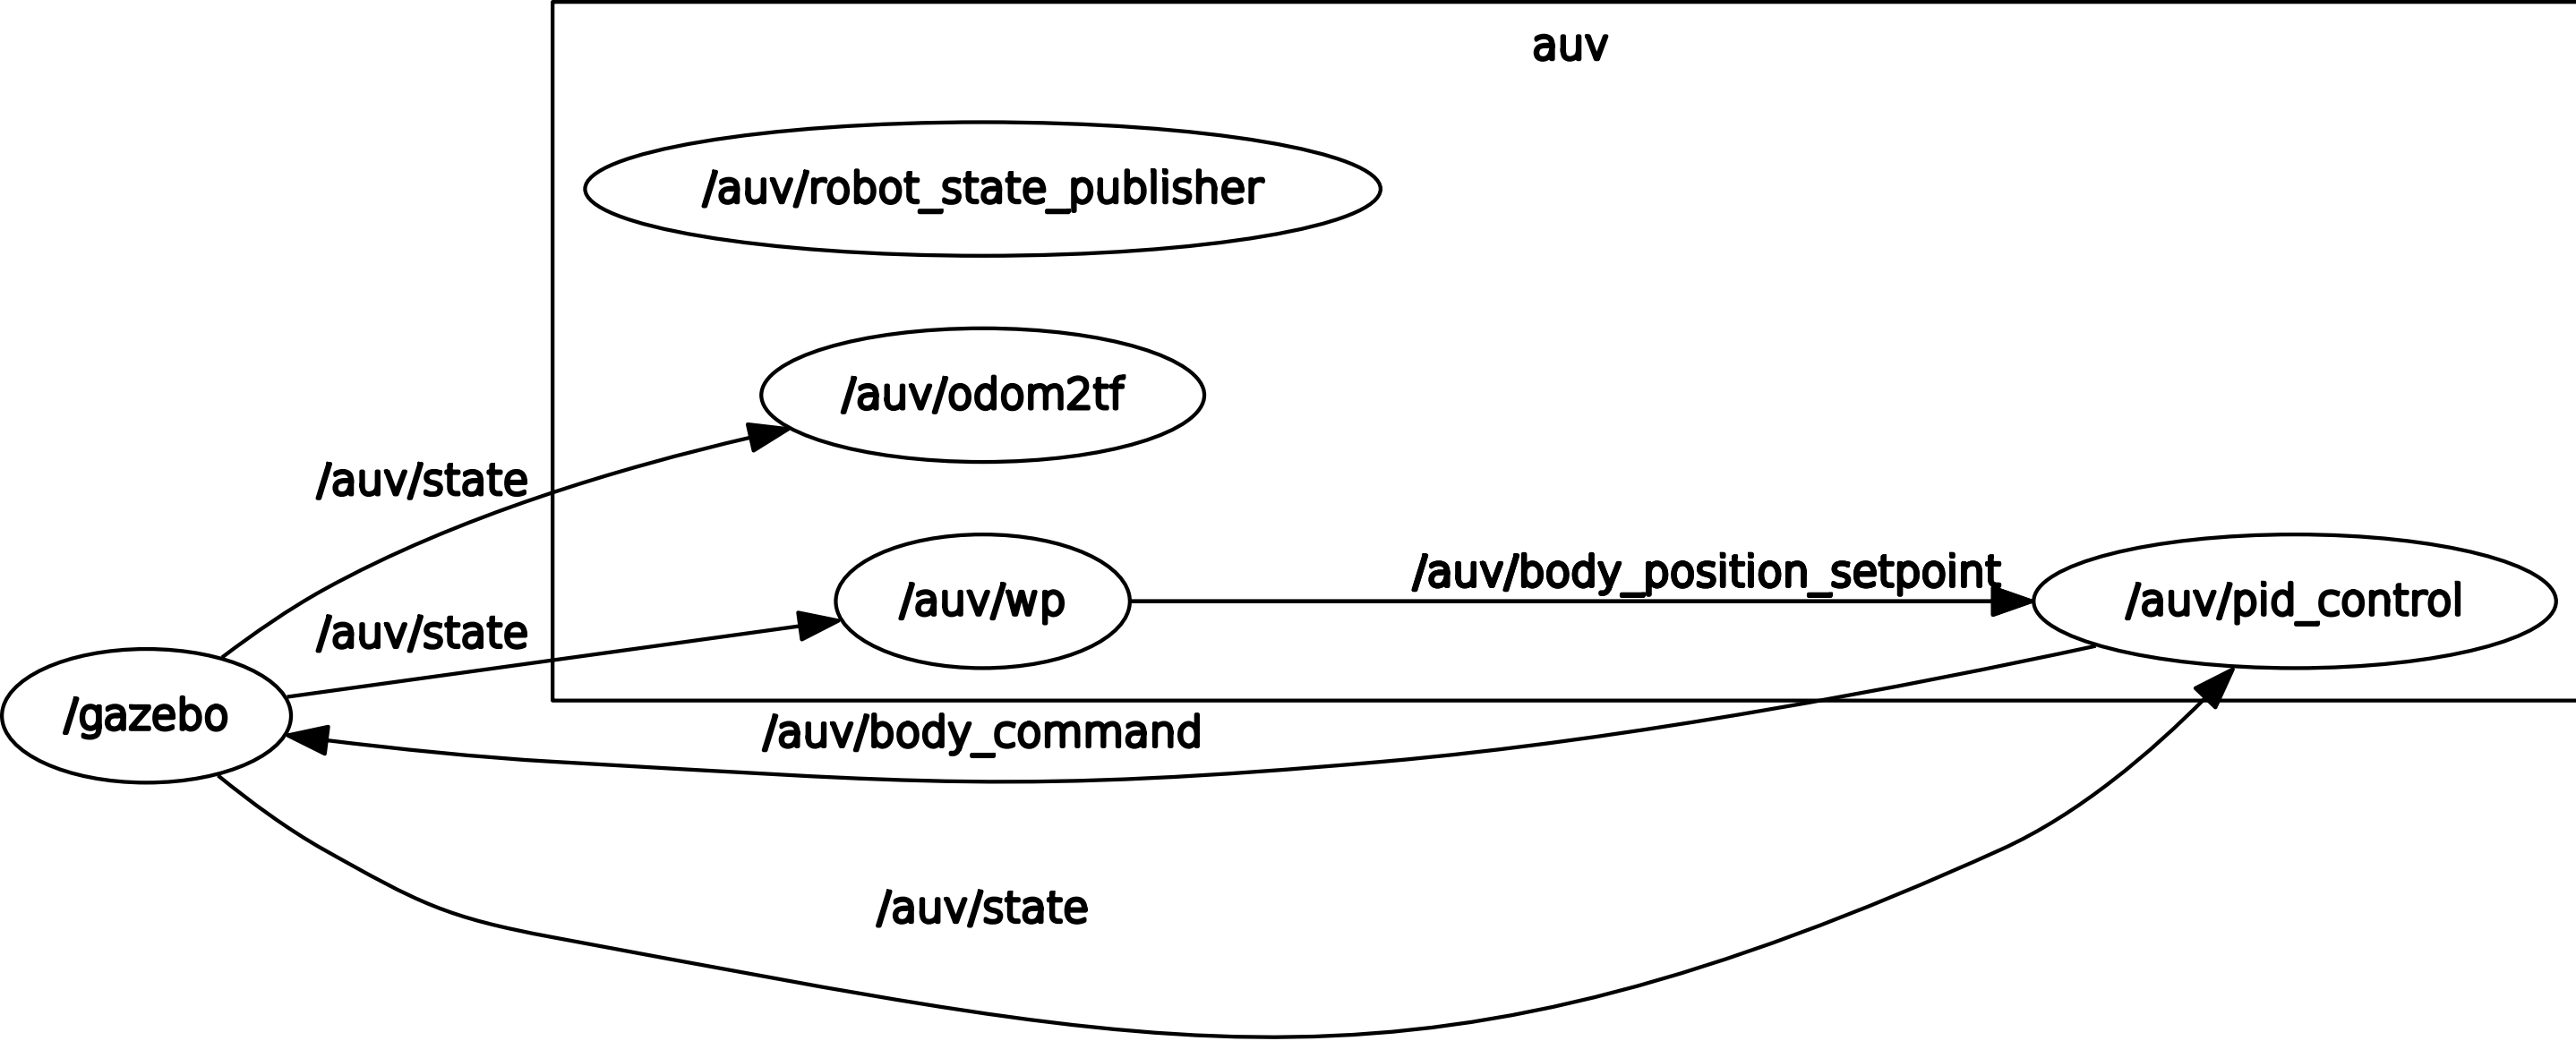 auv
/auv/robot_state_publisher
/auv/odom2tf
/auv/state
/auv/body_position_setpoint
/auv/wp
/auv/pid_control
/auv/state
/gazebo
/auv/body_command
/auv/state